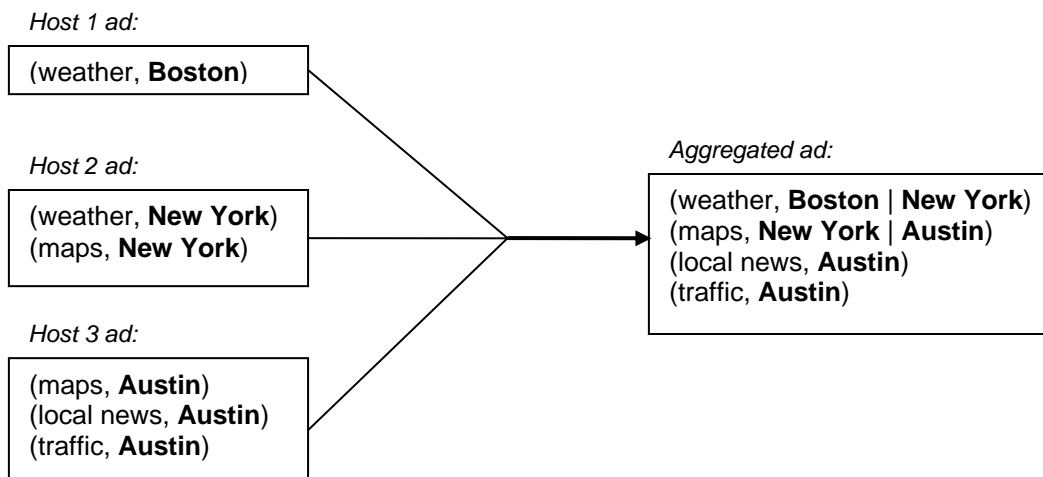 Host 1 ad:
(weather, Boston)
Host 2 ad:
(weather, New York)
(maps, New York)
Host 3 ad:
(maps, Austin)
(local news, Austin)
(traffic, Austin)
Aggregated ad:
(weather, Boston | New York)
(maps, New York | Austin)
(local news, Austin)
(traffic, Austin)